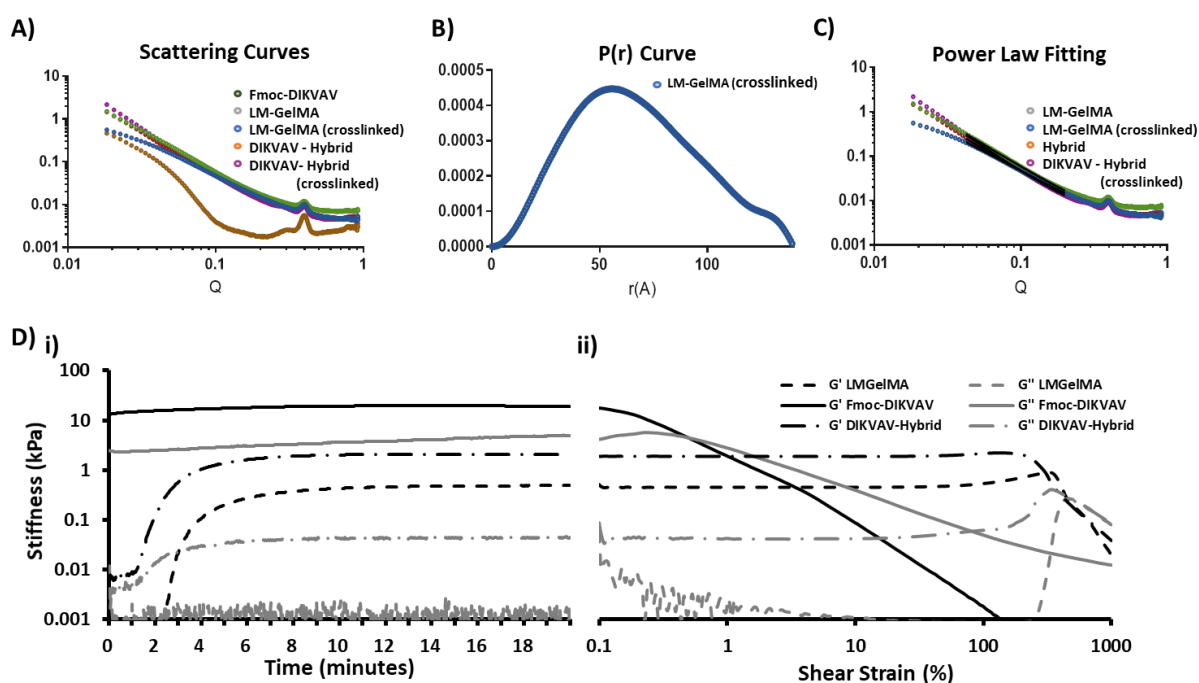 A)
Scattering Curves
10
1
0.1
0.01
0.001
0.01
0.1
1
Q
Fmoc-DIKVAV
LM-GelMA
LM-GelMA (crosslinked)
DIKVAV - Hybrid
DIKVAV- Hybrid
(crosslinked)
B)
P(r) Curve
0.0005
0.0004
0.0003
0.0002
0.0001
0.0000
0
50
100
r(A)
LM-GelMA (crosslinked)
C)
Power Law Fitting
10
1
0.1
0.01
0.001
0.01
0.1
1
Q
LM-GelMA
LM-GelMA (crosslinked)
Hybrid
DIKVAV - Hybrid
(crosslinked)
D)
i)
100
10
1
0.1
0.01
0.001
Stiffness (kPa)
0 2 4 6 8 10 12 14 16 18
Time (minutes)
ii)
G' LMGelMA
G' Fmoc-DIKVAV
G' DIKVAV-Hybrid
G'' LMGelMA
G'' Fmoc-DIKVAV
G'' DIKVAV-Hybrid
0.1 1 10 100 1000
Shear Strain (%)